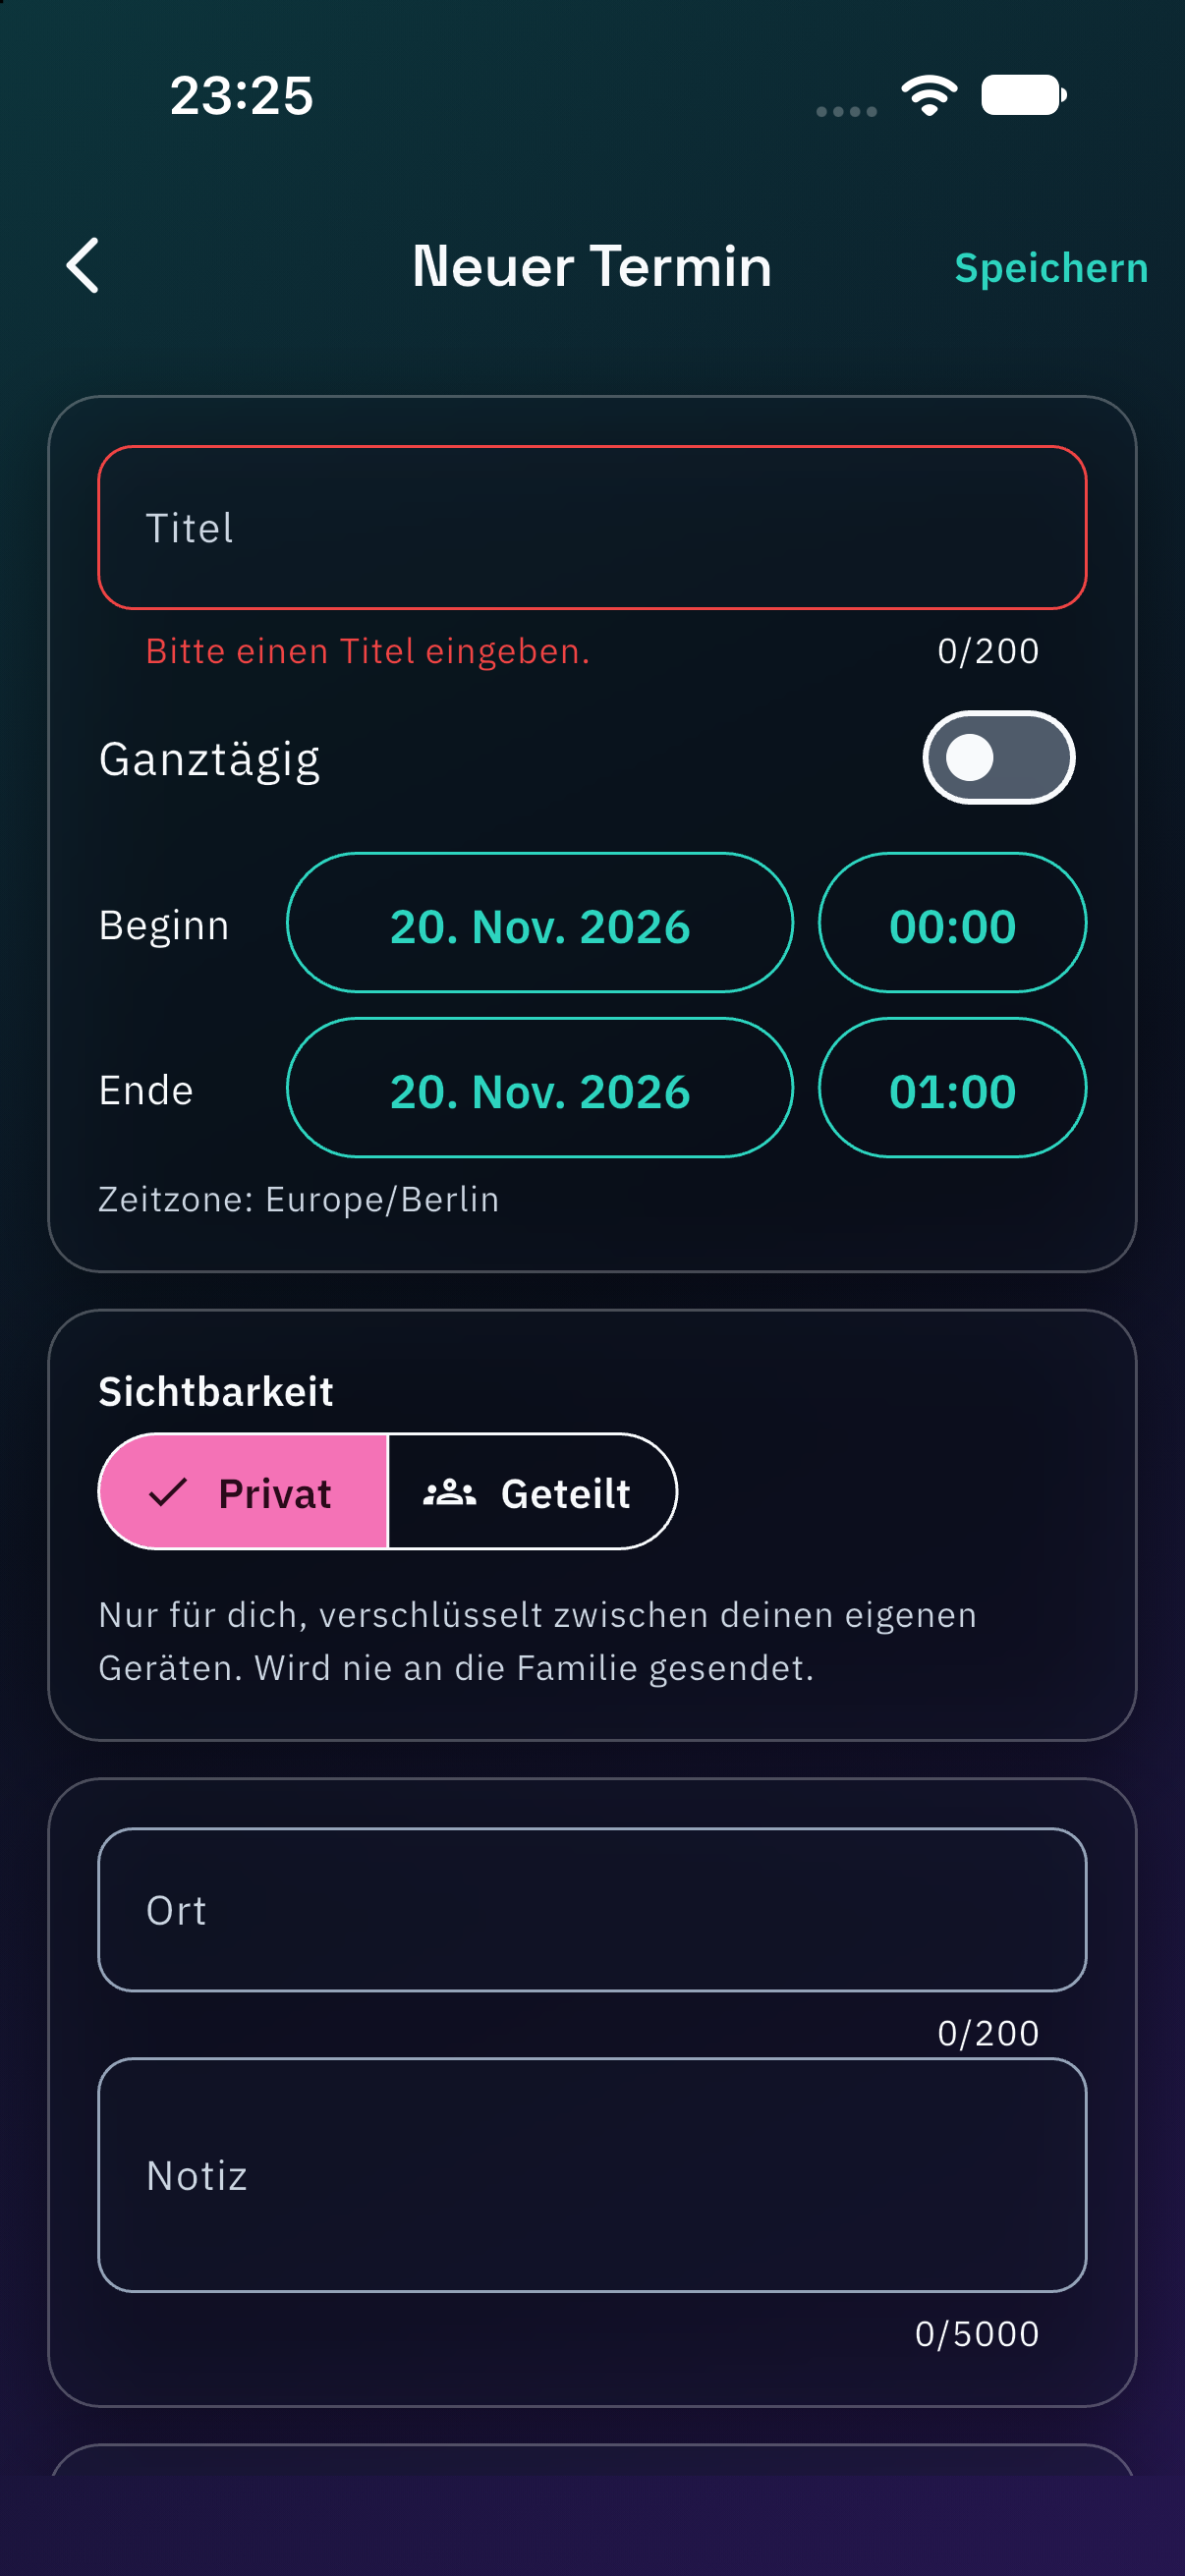 23:25
Neuer Termin
Speichern
Titel
Bitte einen Titel eingeben.
0/200
Ganztägig
Beginn
20. Nov. 2026
00:00
Ende
20. Nov. 2026
01:00
Zeitzone: Europe/Berlin
Sichtbarkeit
Privat
Geteilt
Nur für dich, verschlüsselt zwischen deinen eigenen
Geräten. Wird nie an die Familie gesendet.
Ort
0/200
Notiz
0/5000